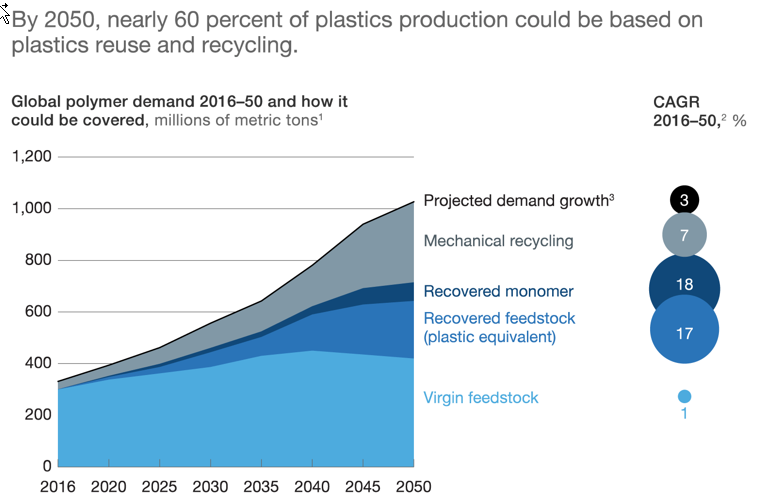 By 2050, nearly 60 percent of plastics production could be based on
plastics reuse and recycling.
Global polymer demand 2016–50 and how it
could be covered, millions of metric tons¹
CAGR
2016–50,² %
1,200
1,000
800
600
400
200
0
2016 2020 2025 2030 2035 2040 2045 2050
Projected demand growth³
3
Mechanical recycling
7
Recovered monomer
18
Recovered feedstock
(plastic equivalent)
17
Virgin feedstock
1